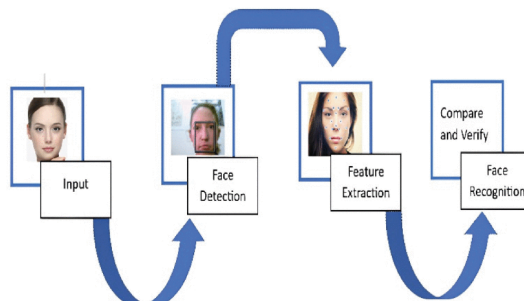 Input
Face
Detection
Feature
Extraction
Compare
and Verify
Face
Recognition